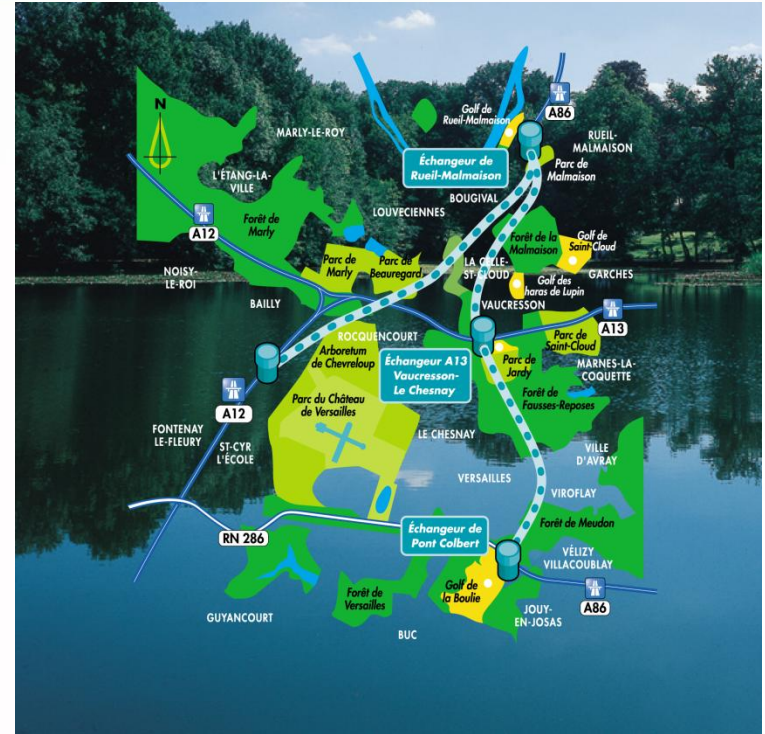 A86
Golf de
Rueil-Malmaison
N
MARLY-LE-ROY
RUEIL-
MALMAISON
Échangeur de
Rueil-Malmaison
Parc de
Malmaison
L'ÉTANG-LA-
VILLE
BOUGIVAL
LOUVECIENNES
A12
Forêt de
Marly
Forêt de la
Malmaison
Golf de
Saint-Cloud
Parc de
Marly
Parc de
Beauregard
LA CELLE-
ST-CLOUD
GARCHES
NOISY-
LE-ROI
Golf des
haras de Lupin
BAILLY
VAUCRESSON
A13
ROCQUENCOURT
Parc de
Saint-Cloud
Arboretum
de Chevreloup
Échangeur A13
Vaucresson-
Le Chesnay
Parc de
Jardy
MARNES-LA-
COQUETTE
A12
Parc du Château
de Versailles
Forêt de
Fausses-Reposes
FONTENAY
LE-FLEURY
ST-CYR
L'ÉCOLE
LE CHESNAY
VILLE
D'AVRAY
VERSAILLES
VIROFLAY
RN 286
Échangeur de
Pont Colbert
Forêt de Meudon
VÉLIZY
VILLACOUBLAY
Forêt de
Versailles
Golf de
la Boulie
A86
GUYANCOURT
JOUY-
EN-JOSAS
BUC